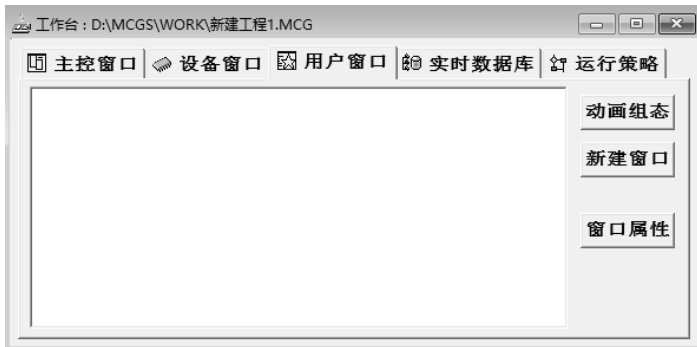 工作台 : D:\MCGS\WORK\新建工程1.MCG
主控窗口 设备窗口 用户窗口 实时数据库 运行策略
动画组态
新建窗口
窗口属性